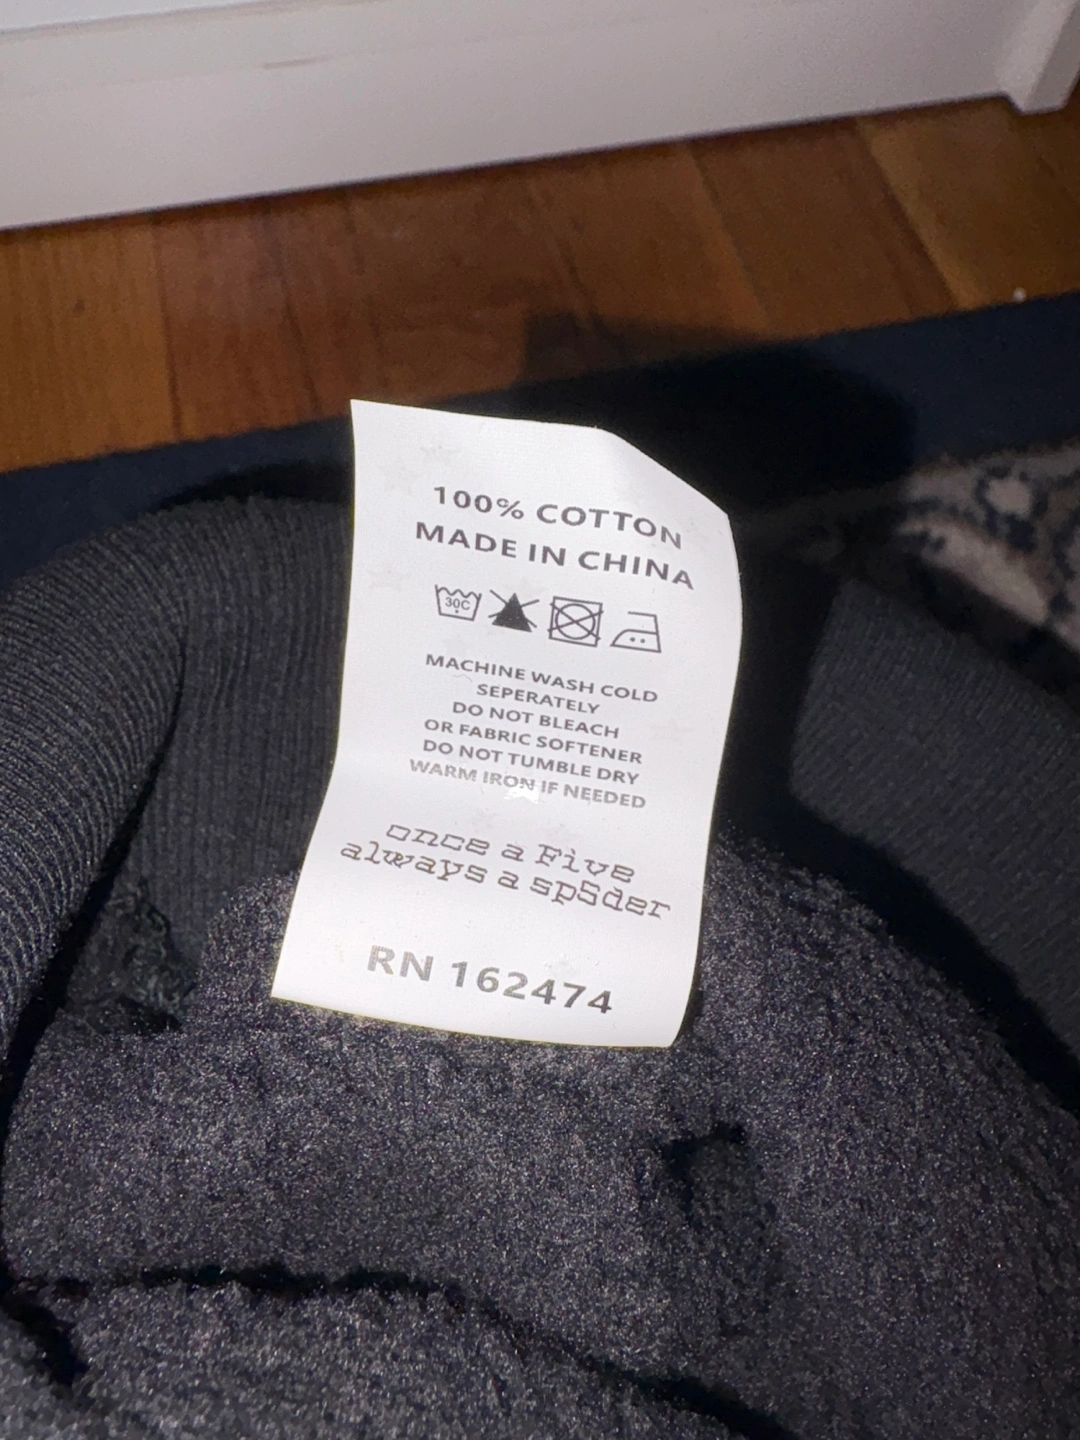 100% COTTON
MADE IN CHINA
30C
MACHINE WASH COLD
SEPERATELY
DO NOT BLEACH
OR FABRIC SOFTENER
DO NOT TUMBLE DRY
WARM IRON IF NEEDED
once a Five
always a sp5der
RN 162474